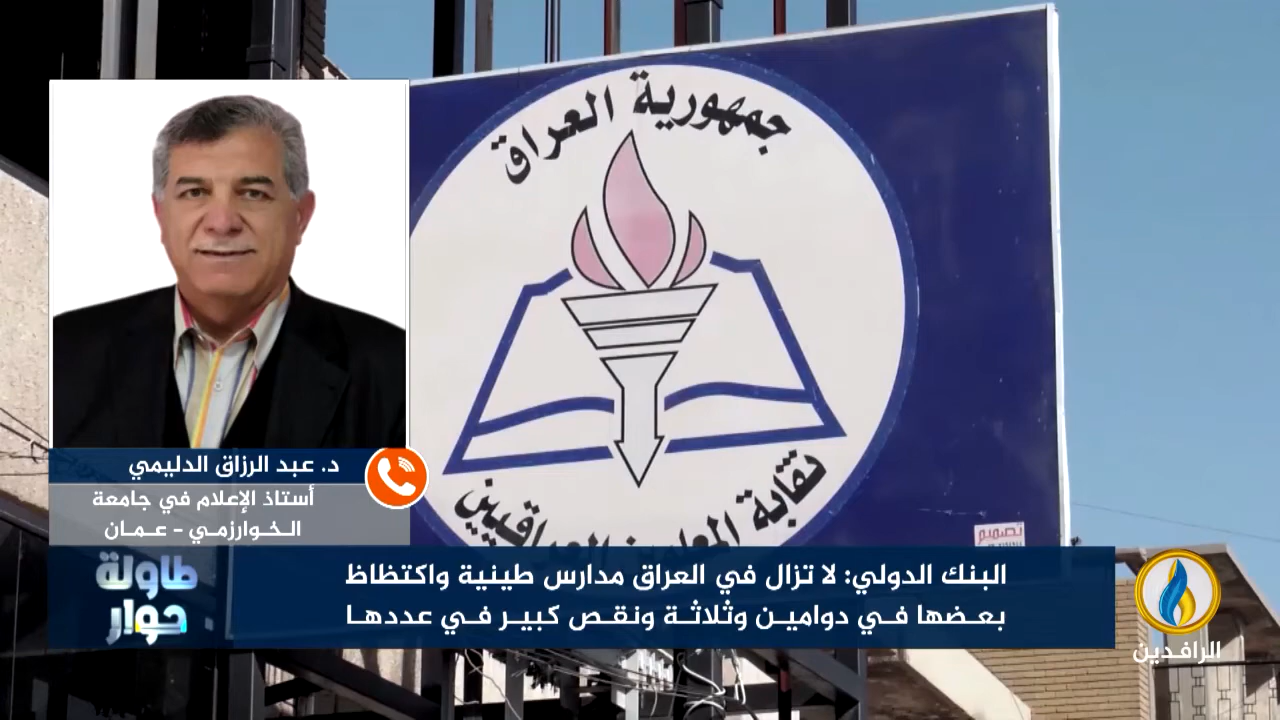 جمهورية العراق
نقابة المعلمين العراقيين
تصميم
د. عبد الرزاق الدليمي
أستاذ الإعلام في جامعة
الخوارزمي - عمان
طاولة
حوار
البنك الدولي: لا تزال في العراق مدارس طينية واكتظاظ
بعضها في دوامين وثلاثة ونقص كبير في عددها
الرافدين